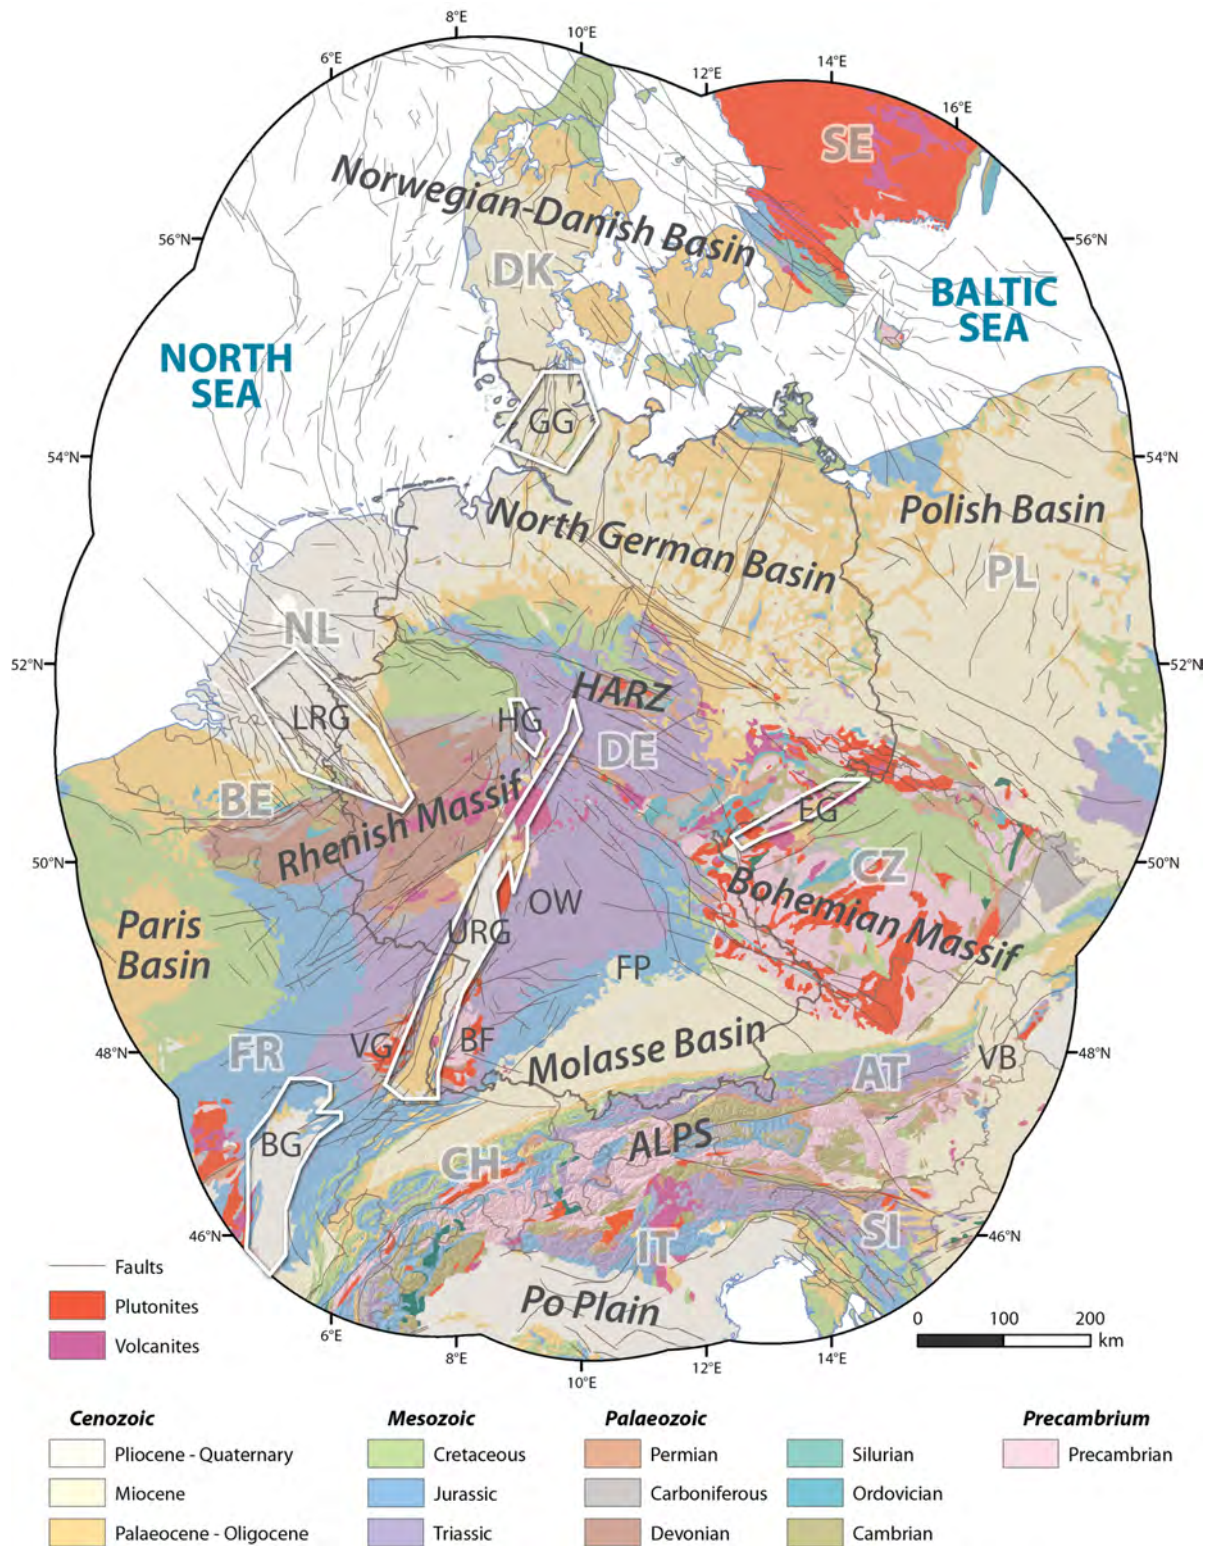 8°E
10°E
6°E
12°E
14°E
16°E
SE
Norwegian-Danish Basin
56°N
56°N
DK
BALTIC
SEA
NORTH
SEA
GG
54°N
54°N
Polish Basin
North German Basin
PL
NL
52°N
52°N
HARZ
LRG
HG
DE
BE
EG
Rhenish Massif
50°N
50°N
CZ
Bohemian Massif
OW
Paris
Basin
URG
FP
FR
VG
BF
48°N
48°N
Molasse Basin
VB
AT
BG
ALPS
CH
46°N
46°N
SI
IT
Po Plain
Faults
Plutonites
Volcanites
0 100 200
km
6°E
8°E
10°E
12°E
14°E
Cenozoic
Pliocene - Quaternary
Miocene
Palaeocene - Oligocene
Mesozoic
Cretaceous
Jurassic
Triassic
Palaeozoic
Permian
Carboniferous
Devonian
Silurian
Ordovician
Cambrian
Precambrium
Precambrian